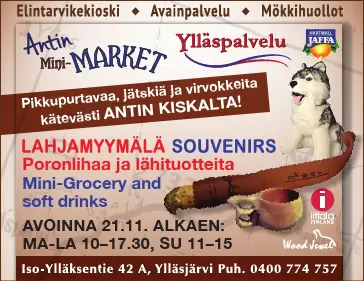 Elintarvikekioski ◆ Avainpalvelu ◆ Mökkihuollot
Antin
Mini-MARKET
Ylläspalvelu
HARTWALL
JAFFA
Pikkupurtavaa, jätskiä ja virvokkeita
kätevästi ANTIN KISKALTA!
LAHJAMYYMÄLÄ SOUVENIRS
Poronlihaa ja lähituotteita
Mini-Grocery and
soft drinks
AVOINNA 21.11. ALKAEN:
MA-LA 10–17.30, SU 11–15
i
iittala
FINLAND
Wood Jewel
Iso-Ylläksentie 42 A, Ylläsjärvi Puh. 0400 774 757